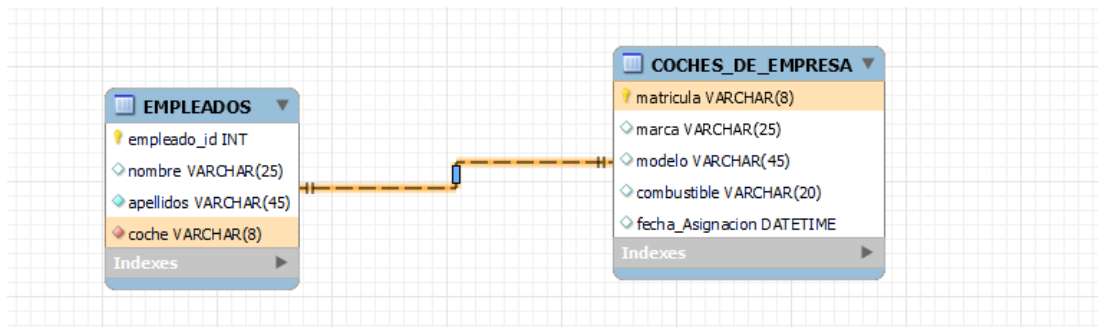 EMPLEADOS
empleado_id INT
nombre VARCHAR(25)
apellidos VARCHAR(45)
coche VARCHAR(8)
Indexes
COCHES_DE_EMPRESA
matricula VARCHAR(8)
marca VARCHAR(25)
modelo VARCHAR(45)
combustible VARCHAR(20)
fecha_Asignacion DATETIME
Indexes